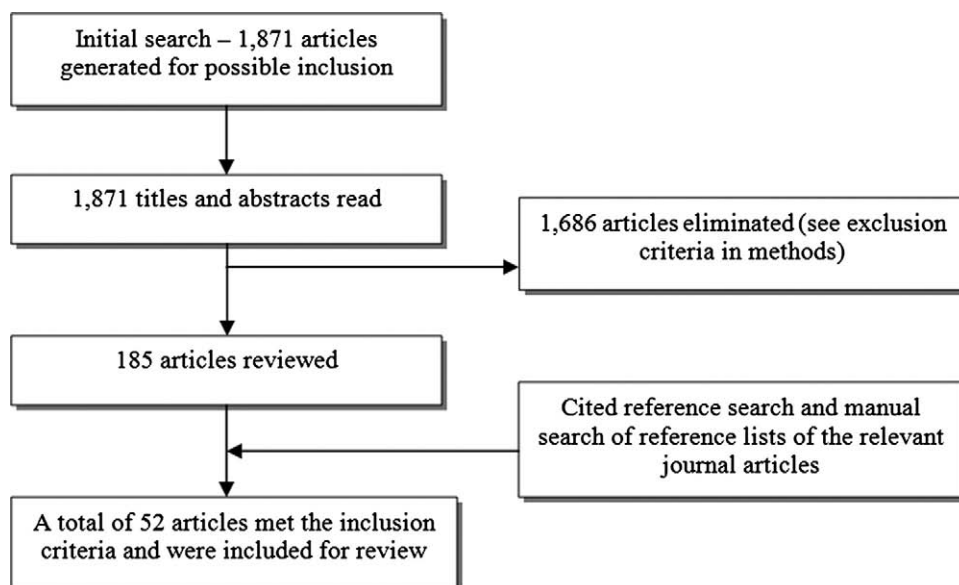 Initial search – 1,871 articles
generated for possible inclusion
1,871 titles and abstracts read
1,686 articles eliminated (see exclusion
criteria in methods)
185 articles reviewed
Cited reference search and manual
search of reference lists of the relevant
journal articles
A total of 52 articles met the inclusion
criteria and were included for review